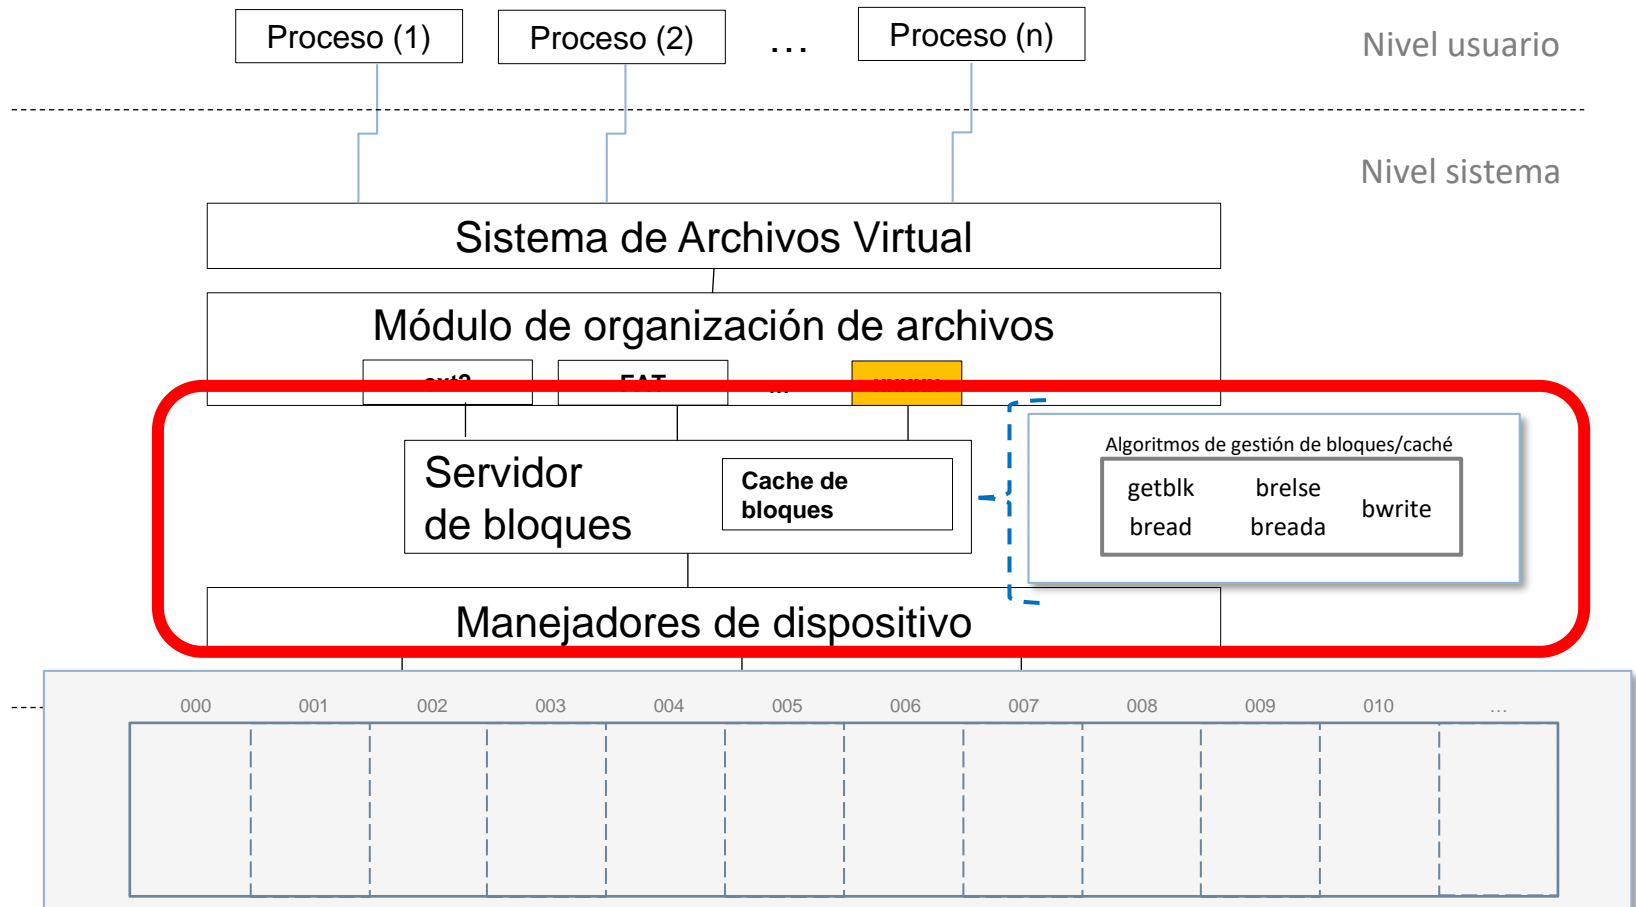 Proceso (1)
Proceso (2)
...
Proceso (n)
Nivel usuario
Nivel sistema
Sistema de Archivos Virtual
Módulo de organización de archivos
ext2
FAT
...
Servidor
de bloques
Cache de
bloques
Algoritmos de gestión de bloques/caché
getblk
brelse
bwrite
bread
breada
Manejadores de dispositivo
000 001 002 003 004 005 006 007 008 009 010 ...